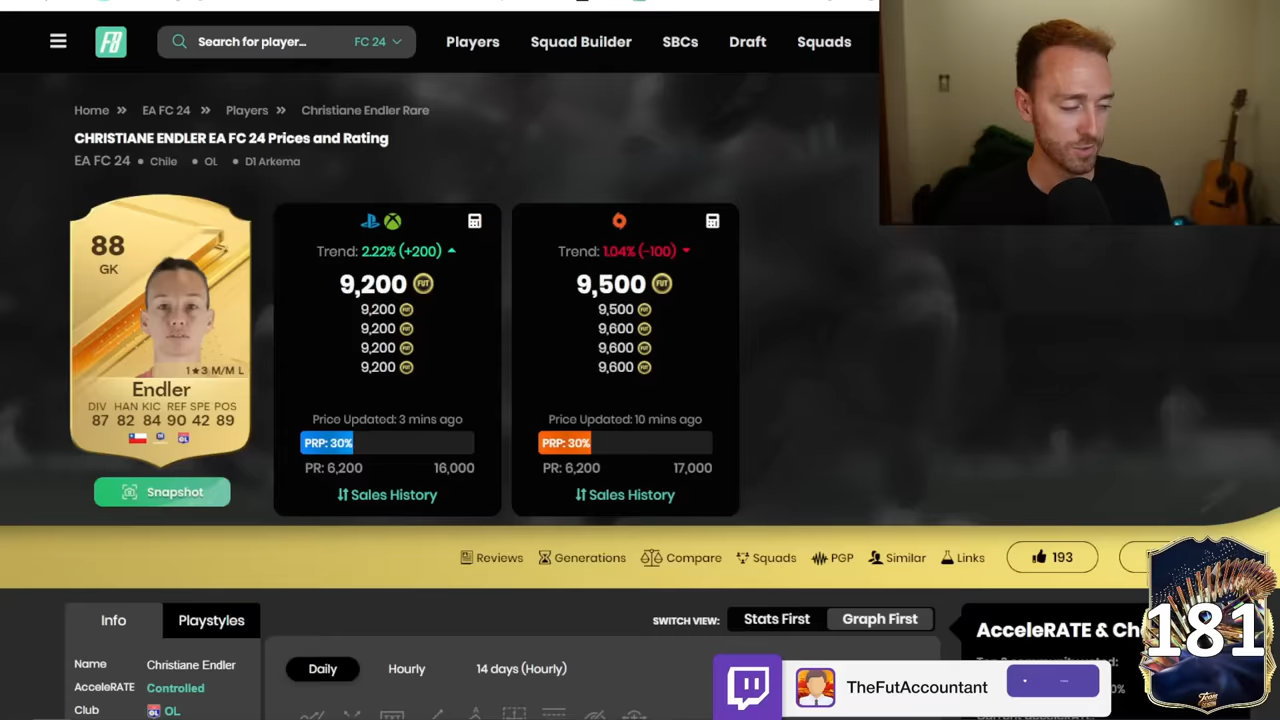 FB
Search for player...
FC 24
Players
Squad Builder
SBCs
Draft
Squads
Home » EA FC 24 » Players » Christiane Endler Rare
CHRISTIANE ENDLER EA FC 24 Prices and Rating
EA FC 24 • Chile • OL • D1 Arkema
88
GK
1★3 M/M L
Endler
DIV HAN KIC REF SPE POS
87 82 84 90 42 89
Snapshot
Trend: 2.22% (+200)
9,200
9,200
9,200
9,200
9,200
Price Updated: 3 mins ago
PRP: 30%
PR: 6,200
16,000
Sales History
Trend: 1.04% (-100)
9,500
9,500
9,600
9,600
9,600
Price Updated: 10 mins ago
PRP: 30%
PR: 6,200
17,000
Sales History
Reviews
Generations
Compare
Squads
PGP
Similar
Links
193
Info
Playstyles
SWITCH VIEW:
Stats First
Graph First
Name
Christiane Endler
AcceleRATE
Controlled
Club
OL
Daily
Hourly
14 days (Hourly)
AcceleRATE & Ch
181
TheFutAccountant